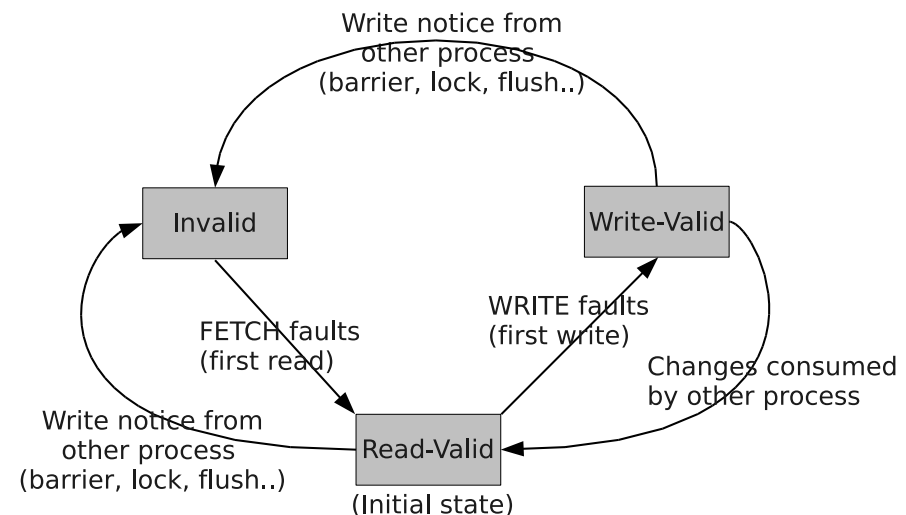 Write notice from
other process
(barrier, lock, flush..)
Invalid
Write-Valid
FETCH faults
(first read)
WRITE faults
(first write)
Changes consumed
by other process
Write notice from
other process
(barrier, lock, flush..)
Read-Valid
(Initial state)